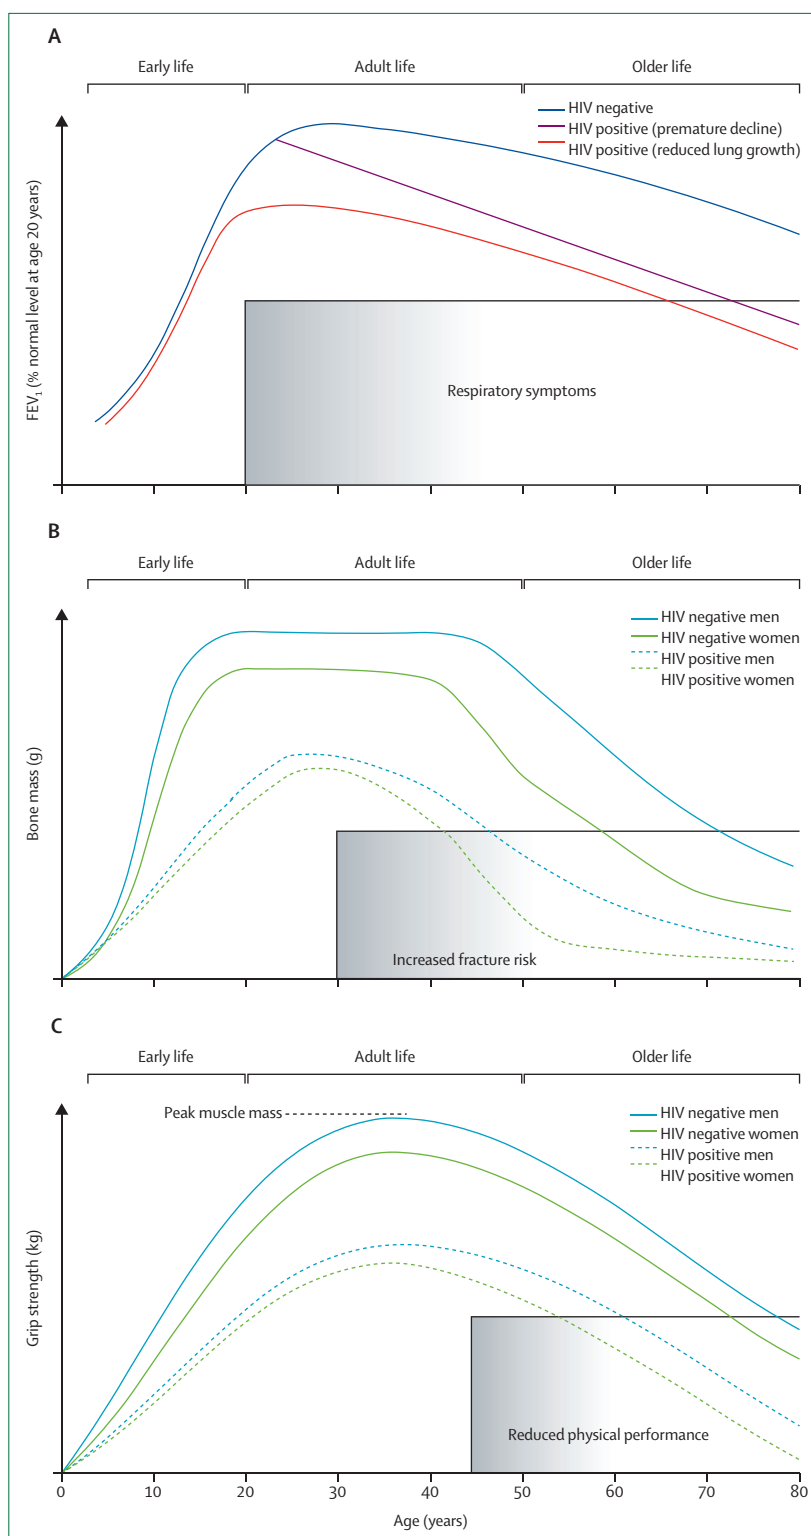 A
Early life Adult life Older life
HIV negative
HIV positive (premature decline)
HIV positive (reduced lung growth)
FEV1 (% normal level at age 20 years)
Respiratory symptoms
B
Early life Adult life Older life
HIV negative men
HIV negative women
HIV positive men
HIV positive women
Bone mass (g)
Increased fracture risk
C
Early life Adult life Older life
Peak muscle mass
HIV negative men
HIV negative women
HIV positive men
HIV positive women
Grip strength (kg)
Reduced physical performance
0 10 20 30 40 50 60 70 80
Age (years)